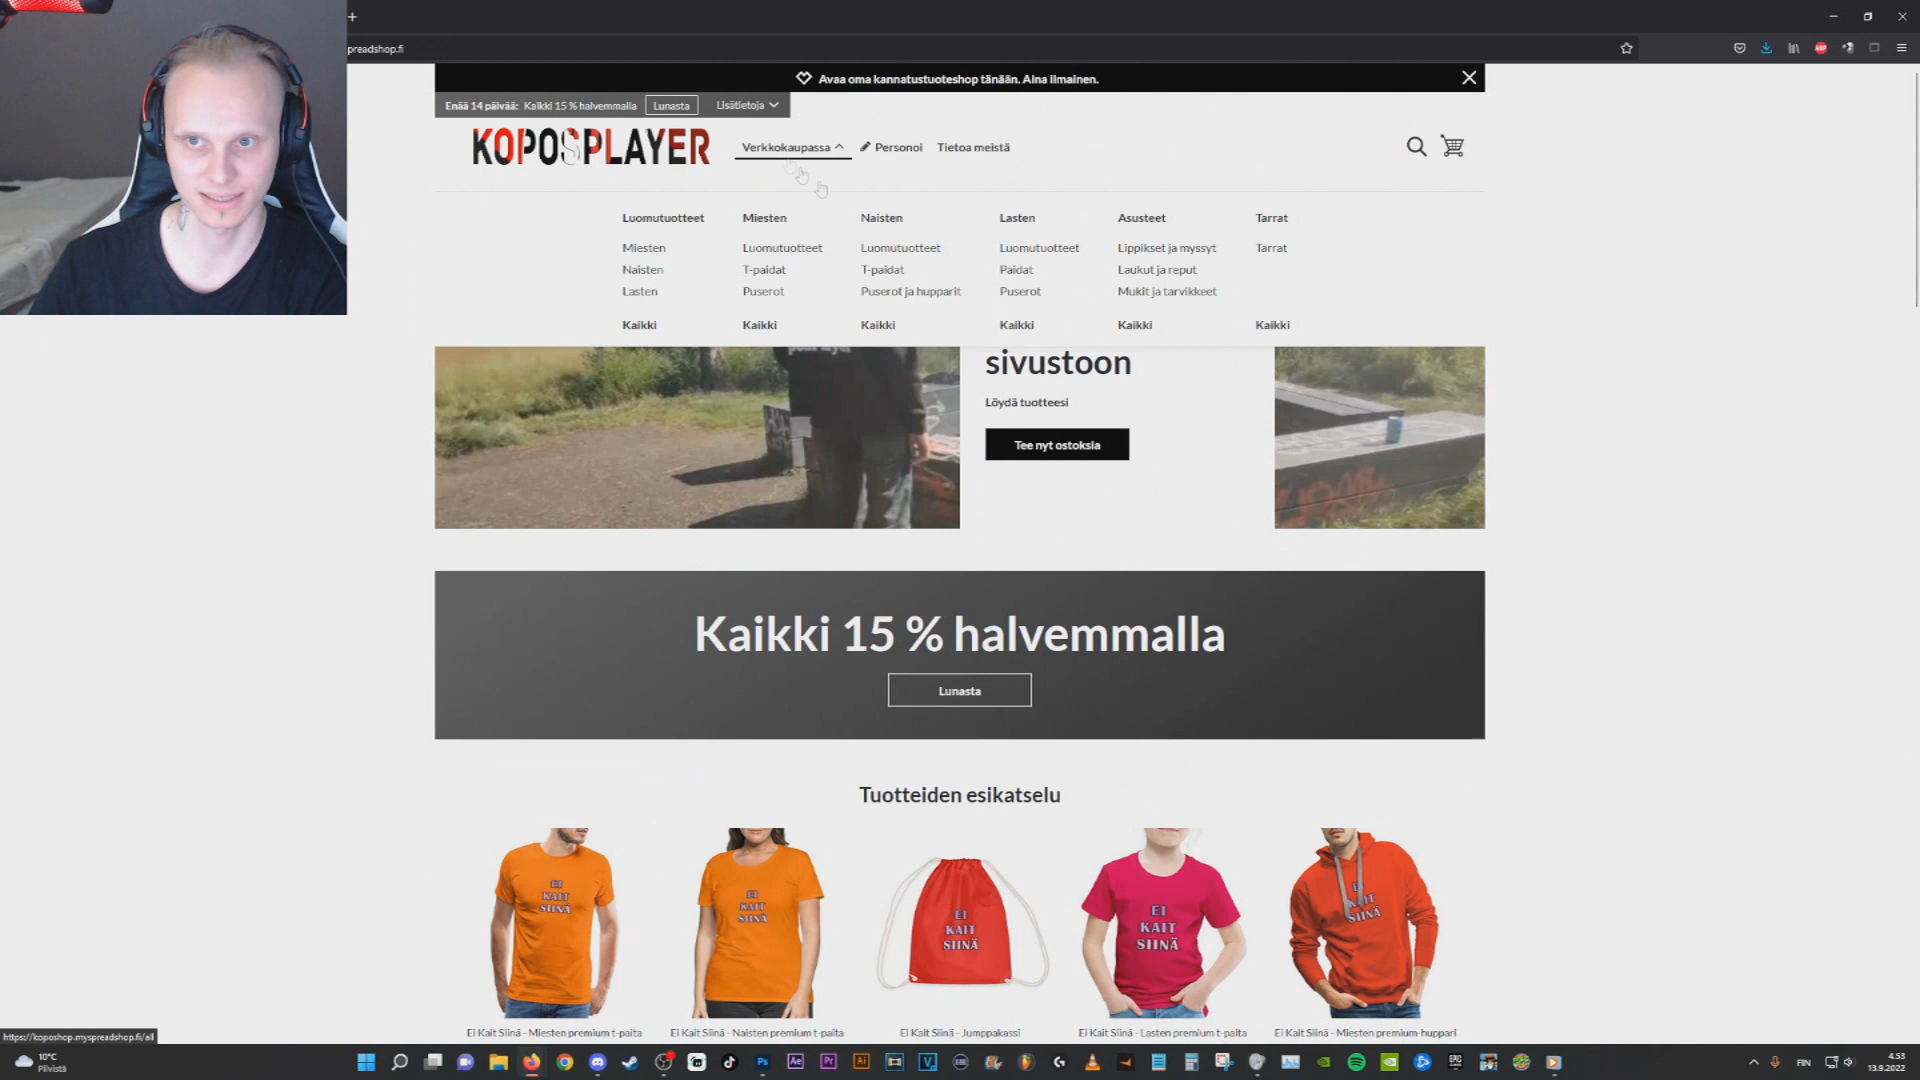 preadshop.fi
Avaa oma kannatustuoteshop tänään. Aina ilmainen.
Enää 14 päivää: Kaikki 15 % halvemmalla Lunasta Lisätietoja
KOPOSPLAYER
Verkkokaupassa Personoi Tietoa meistä
Luomutuotteet Miesten Naisten Lasten Asusteet Tarrat
Miesten Luomutuotteet Luomutuotteet Luomutuotteet Lippikset ja myssyt Tarrat
Naisten T-paidat T-paidat Paidat Laukut ja reput
Lasten Puserot Puserot ja hupparit Puserot Mukit ja tarvikkeet
Kaikki Kaikki Kaikki Kaikki Kaikki Kaikki
sivustoon
Löydä tuotteesi
Tee nyt ostoksia
Kaikki 15 % halvemmalla
Lunasta
Tuotteiden esikatselu
EI KAIT SIINÄ
EI KAIT SIINÄ
EI KAIT SIINÄ
EI KAIT SIINÄ
EI KAIT SIINÄ
Ei Kait Siinä - Miesten premium t-paita
Ei Kait Siinä - Naisten premium t-paita
Ei Kait Siinä - Jumppakassi
Ei Kait Siinä - Lasten premium t-paita
Ei Kait Siinä - Miesten premium-huppari
https://koposhop.myspreadshop.fi/all
10°C
Pilvistä
FIN
4.53
13.9.2022